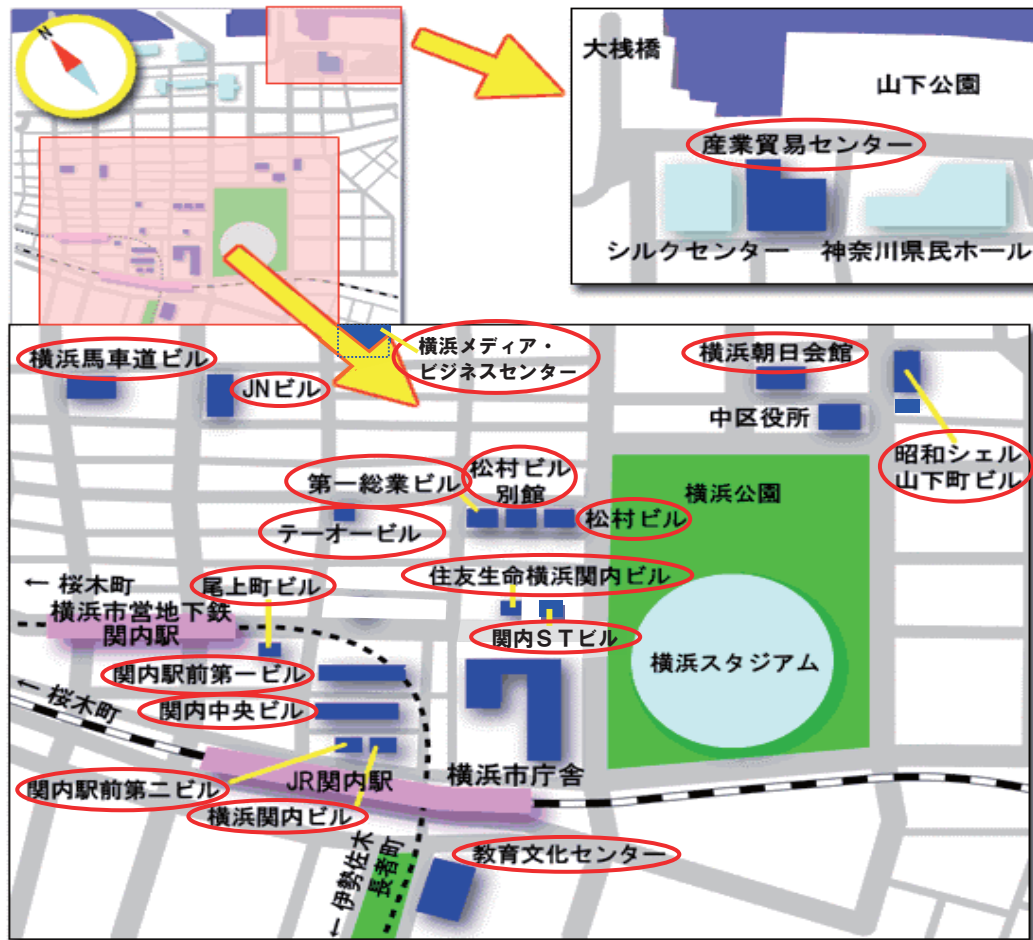 N
大桟橋
山下公園
産業貿易センター
シルクセンター
神奈川県民ホール
横浜馬車道ビル
JNビル
横浜メディア・
ビジネスセンター
横浜朝日会館
中区役所
昭和シェル
山下町ビル
第一総業ビル
松村ビル
別館
松村ビル
テーオービル
横浜公園
← 桜木町
横浜市営地下鉄
関内駅
尾上町ビル
住友生命横浜関内ビル
関内STビル
横浜スタジアム
関内駅前第一ビル
← 桜木町
関内中央ビル
関内駅前第二ビル
JR関内駅
横浜市庁舎
横浜関内ビル
教育文化センター
← 伊勢佐木
長者町